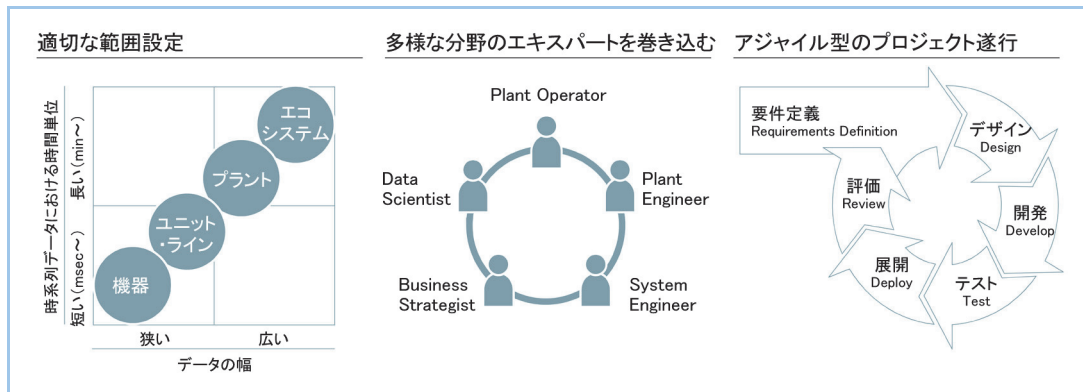 適切な範囲設定
時系列データにおける時間単位
長い(min~)
短い(msec~)
エコ
システム
プラント
ユニット
・ライン
機器
狭い
広い
データの幅
多様な分野のエキスパートを巻き込む
Plant Operator
Data
Scientist
Plant
Engineer
Business
Strategist
System
Engineer
アジャイル型のプロジェクト遂行
要件定義
Requirements Definition
デザイン
Design
開発
Develop
テスト
Test
展開
Deploy
評価
Review